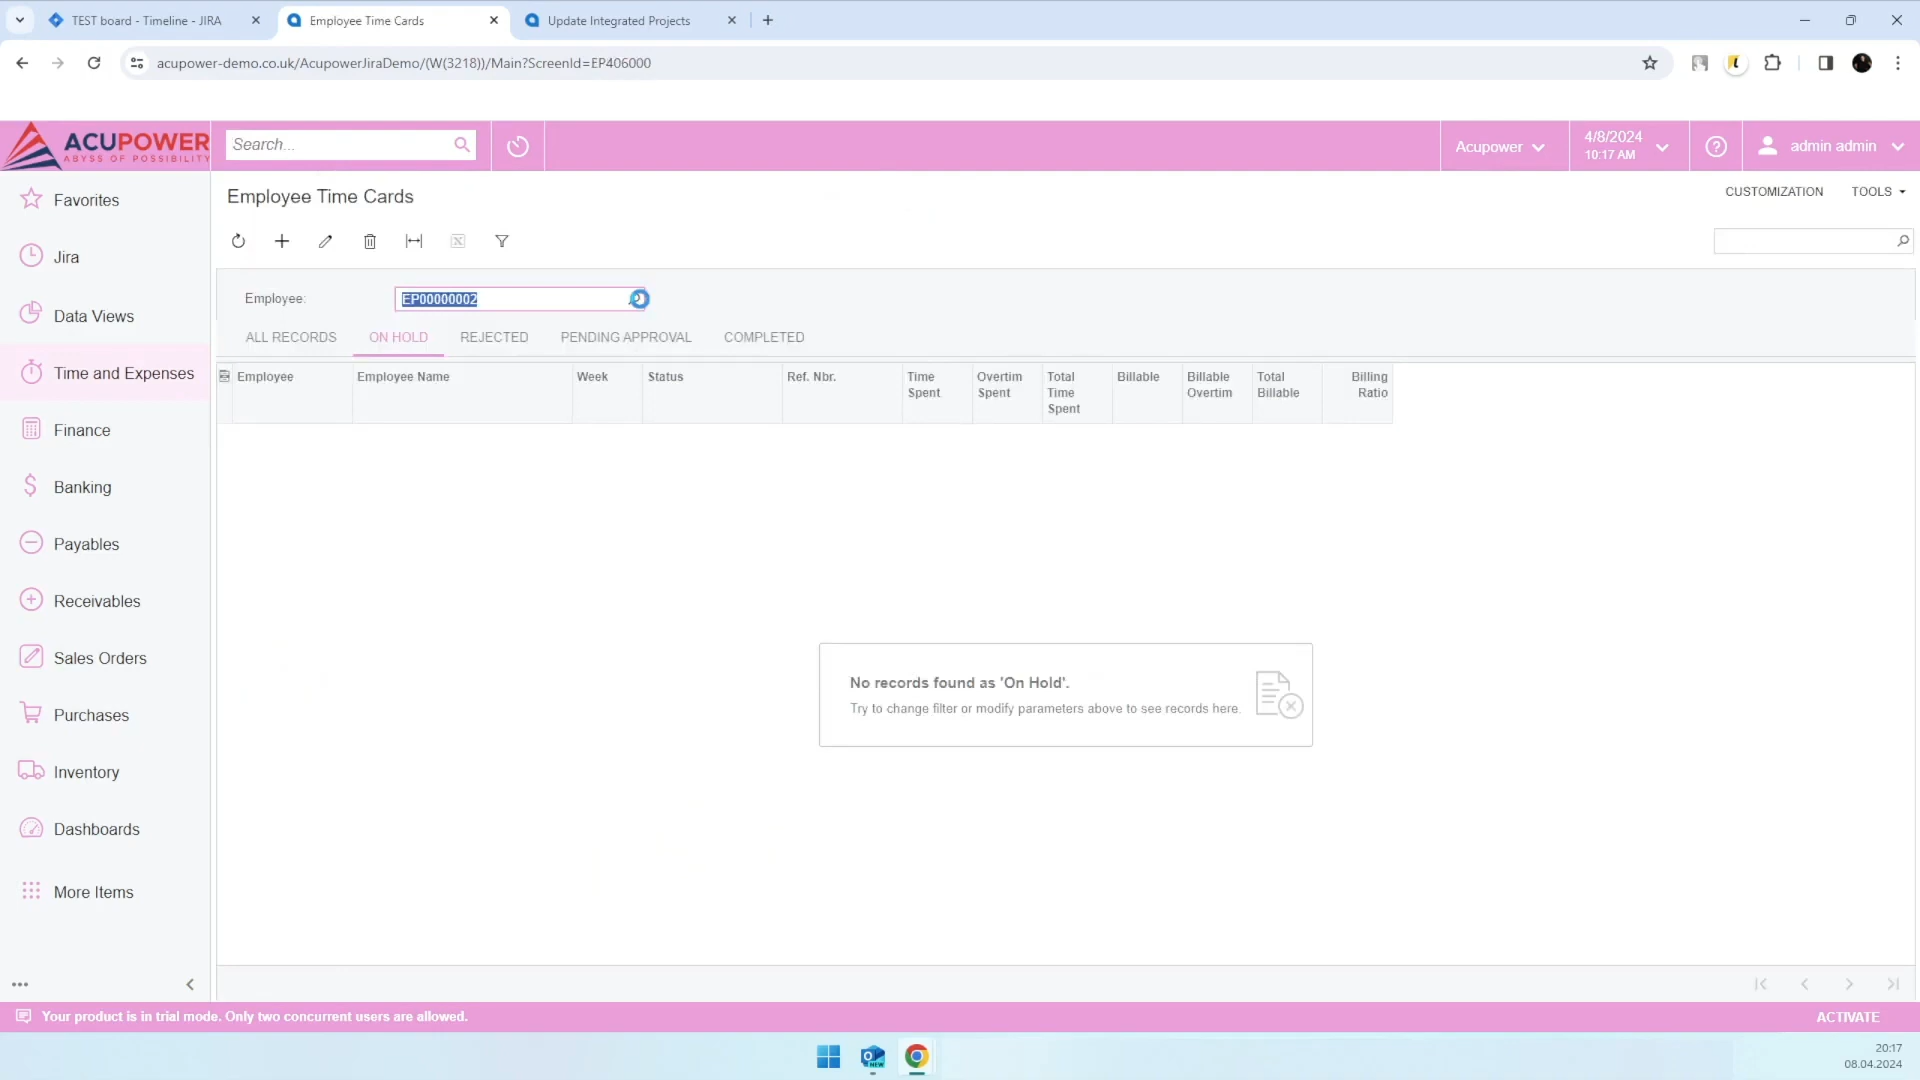 TEST board - Timeline - JIRA
Employee Time Cards
Update Integrated Projects
acupower-demo.co.uk/AcupowerJiraDemo/(W(3218))/Main?ScreenId=EP406000
ACUPOWER
ABYSS OF POSSIBILITY
Search...
Acupower
4/8/2024
10:17 AM
admin admin
Favorites
Jira
Data Views
Time and Expenses
Finance
Banking
Payables
Receivables
Sales Orders
Purchases
Inventory
Dashboards
More Items
Employee Time Cards
CUSTOMIZATION
TOOLS
Employee:
EP00000002
ALL RECORDS
ON HOLD
REJECTED
PENDING APPROVAL
COMPLETED
Employee
Employee Name
Week
Status
Ref. Nbr.
Time
Spent
Overtim
Spent
Total
Time
Spent
Billable
Billable
Overtim
Total
Billable
Billing
Ratio
No records found as 'On Hold'.
Try to change filter or modify parameters above to see records here.
Your product is in trial mode. Only two concurrent users are allowed.
ACTIVATE
20:17
08.04.2024